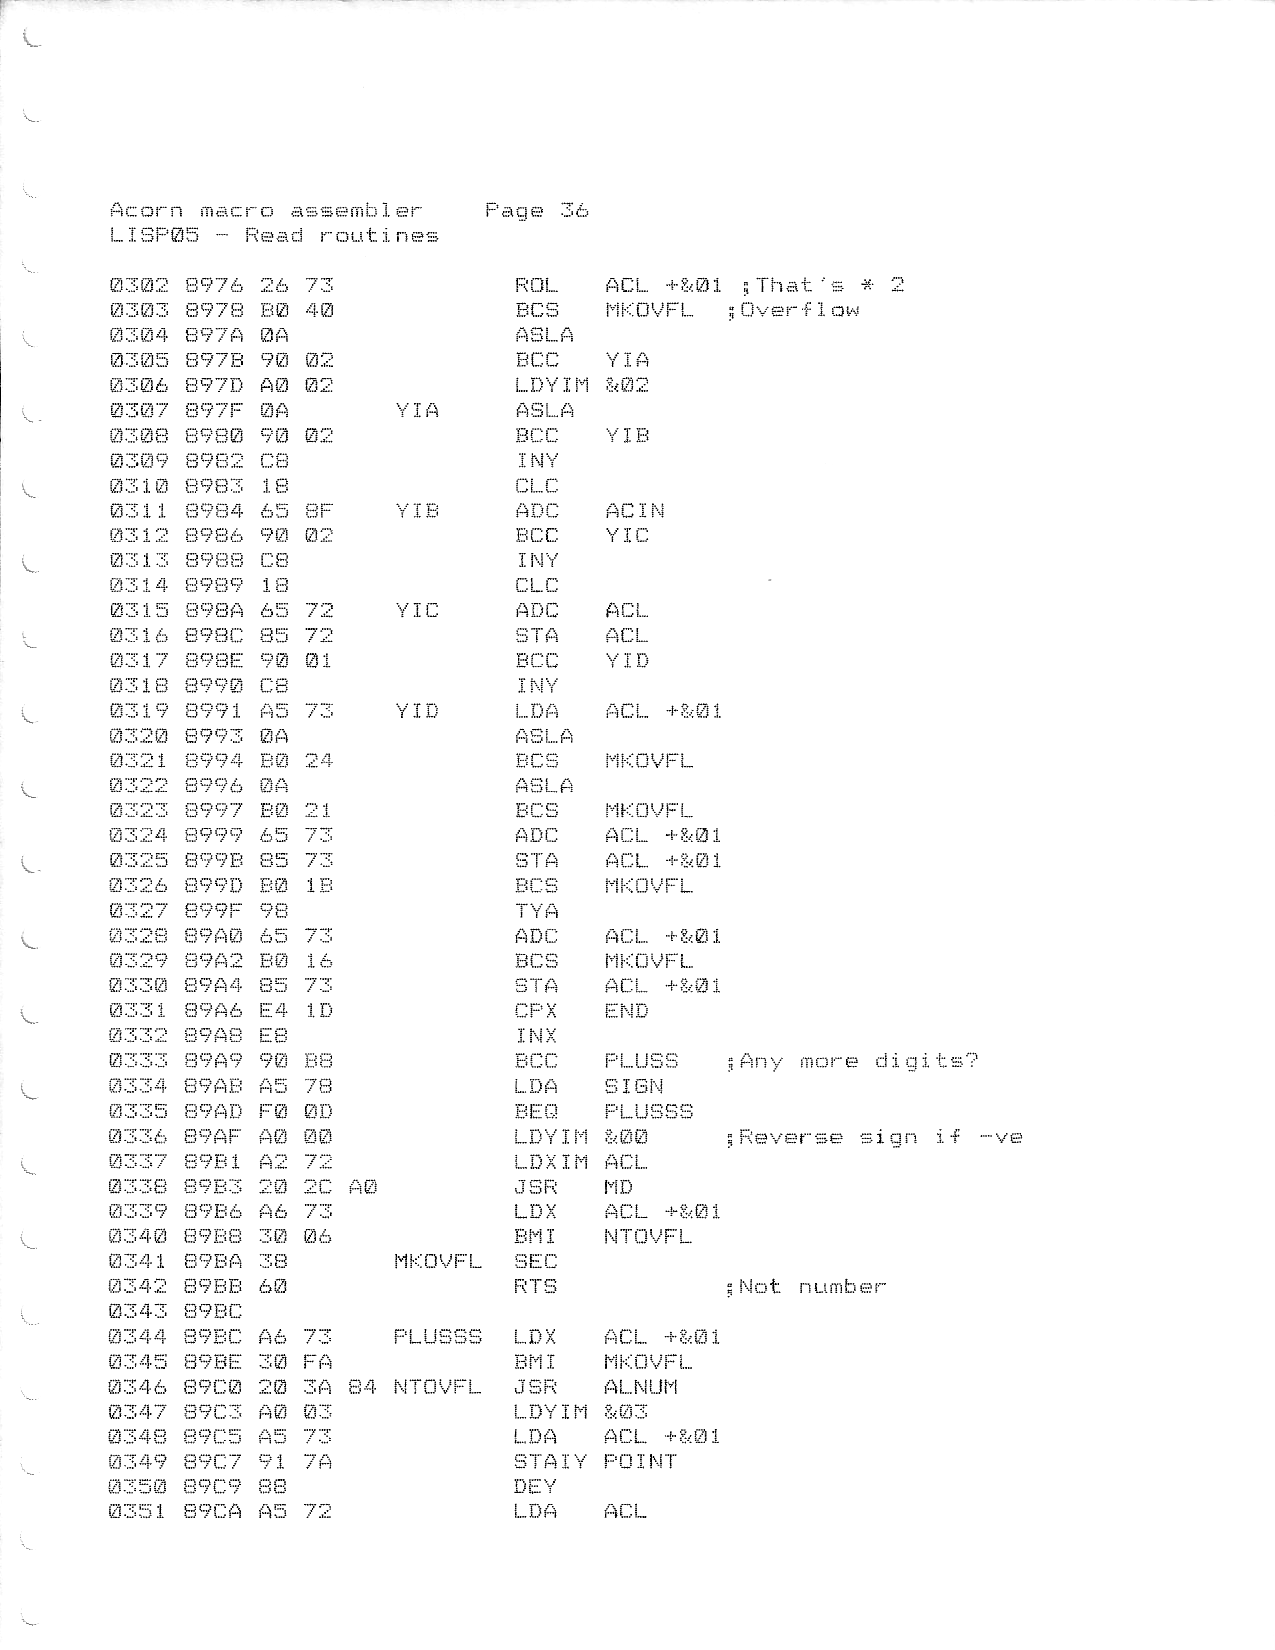 Acorn macro assembler    Page 36
LISP05 - Read routines
0302 8976 26 73            ROL   ACL +&01 ;That's * 2
0303 8978 B0 40            BCS   MKOVFL  ;Overflow
0304 897A 0A               ASLA
0305 897B 90 02            BCC   YIA
0306 897D A0 02            LDYIM &02
0307 897F 0A       YIA     ASLA
0308 8980 90 02            BCC   YIB
0309 8982 C8               INY
0310 8983 18               CLC
0311 8984 65 8F    YIB     ADC   ACIN
0312 8986 90 02            BCC   YIC
0313 8988 C8               INY
0314 8989 18               CLC
0315 898A 65 72    YIC     ADC   ACL
0316 898C 85 72            STA   ACL
0317 898E 90 01            BCC   YID
0318 8990 C8               INY
0319 8991 A5 73    YID     LDA   ACL +&01
0320 8993 0A               ASLA
0321 8994 B0 24            BCS   MKOVFL
0322 8996 0A               ASLA
0323 8997 B0 21            BCS   MKOVFL
0324 8999 65 73            ADC   ACL +&01
0325 899B 85 73            STA   ACL +&01
0326 899D B0 1B            BCS   MKOVFL
0327 899F 98               TYA
0328 89A0 65 73            ADC   ACL +&01
0329 89A2 B0 16            BCS   MKOVFL
0330 89A4 85 73            STA   ACL +&01
0331 89A6 E4 1D            CPX   END
0332 89A8 E8               INX
0333 89A9 90 B8            BCC   PLUSS   ;Any more digits?
0334 89AB A5 78            LDA   SIGN
0335 89AD F0 0D            BEQ   PLUSSS
0336 89AF A0 00            LDYIM &00     ;Reverse sign if -ve
0337 89B1 A2 72            LDXIM ACL
0338 89B3 20 2C A0         JSR   MD
0339 89B6 A6 73            LDX   ACL +&01
0340 89B8 30 06            BMI   NTOVFL
0341 89BA 38       MKOVFL  SEC
0342 89BB 60               RTS           ;Not number
0343 89BC
0344 89BC A6 73    PLUSSS  LDX   ACL +&01
0345 89BE 30 FA            BMI   MKOVFL
0346 89C0 20 3A 84 NTOVFL  JSR   ALNUM
0347 89C3 A0 03            LDYIM &03
0348 89C5 A5 73            LDA   ACL +&01
0349 89C7 91 7A            STAIY POINT
0350 89C9 88               DEY
0351 89CA A5 72            LDA   ACL